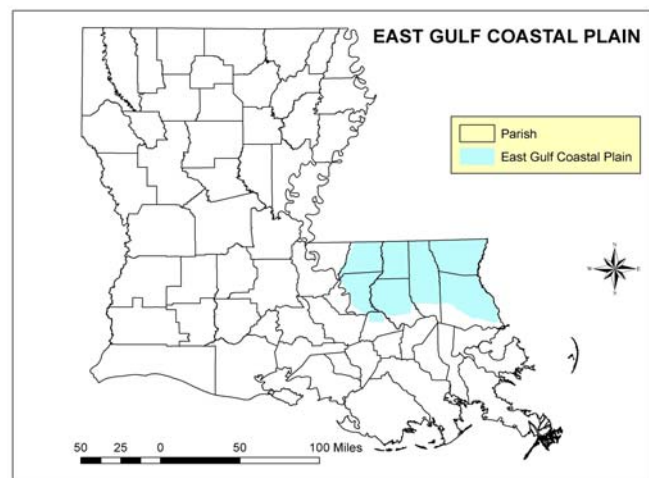 EAST GULF COASTAL PLAIN
Parish
East Gulf Coastal Plain
N
W E
S
50 25 0 50 100 Miles